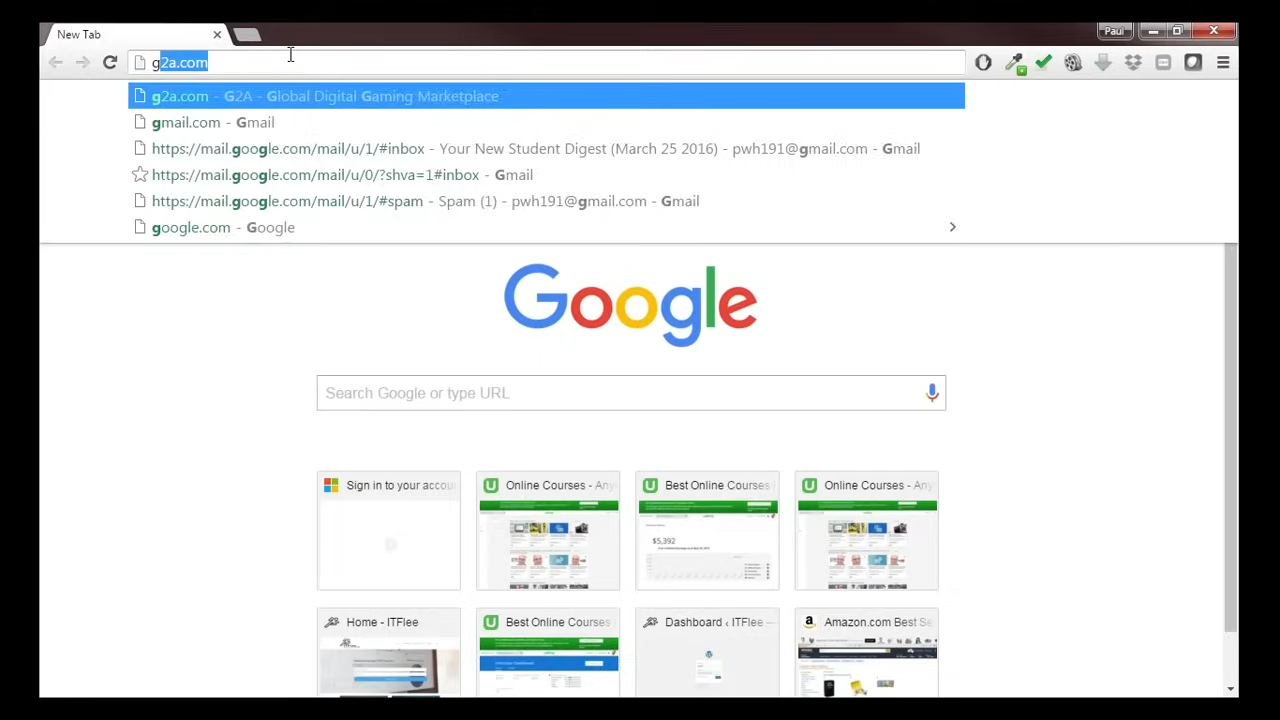 New Tab
Paul
g2a.com
g2a.com - G2A - Global Digital Gaming Marketplace
gmail.com - Gmail
https://mail.google.com/mail/u/1/#inbox - Your New Student Digest (March 25 2016) - pwh191@gmail.com - Gmail
https://mail.google.com/mail/u/0/?shva=1#inbox - Gmail
https://mail.google.com/mail/u/1/#spam - Spam (1) - pwh191@gmail.com - Gmail
google.com - Google
Google
Search Google or type URL
Sign in to your accou
Online Courses - Any
Best Online Courses
Online Courses - Any
$5,392
Home - ITFlee
Best Online Courses
Dashboard ‹ ITFlee —
Amazon.com Best Se